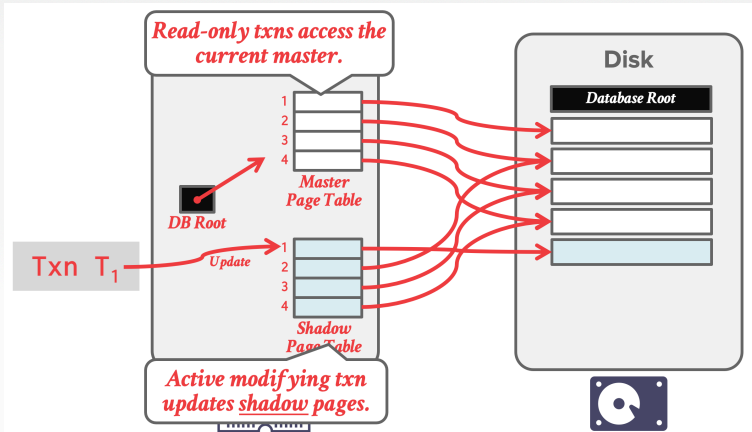 Read-only txns access the
current master.
Disk
Database Root
1
2
3
4
Master
Page Table
DB Root
Txn T₁
Update
1
2
3
4
Shadow
Page Table
Active modifying txn
updates shadow pages.